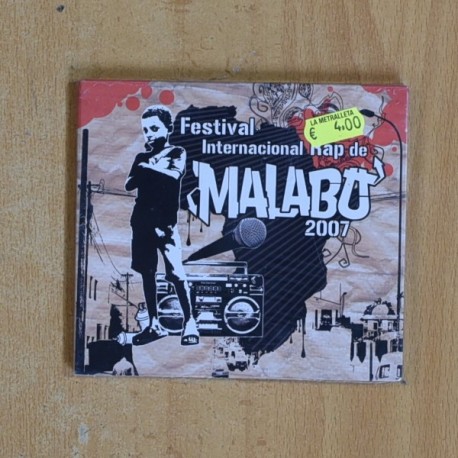 Festival
Internacional Rap de
MALABO
2007
LA METRALLETA
€ 4.00